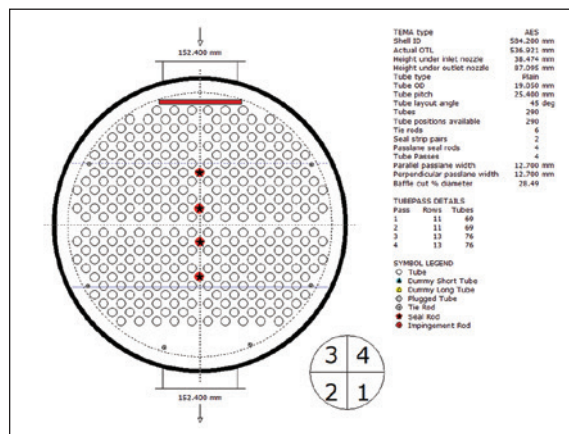 152.400 mm
TEMA type AES
Shell ID 584.200 mm
Actual OTL 536.921 mm
Height under inlet nozzle 38.474 mm
Height under outlet nozzle 87.095 mm
Tube type Plain
Tube OD 19.050 mm
Tube pitch 25.400 mm
Tube layout angle 45 deg
Tubes 290
Tube positions available 290
Tie rods 6
Seal strip pairs 2
Passlane seal rods 4
Tube Passes 4
Parallel passlane width 12.700 mm
Perpendicular passlane width 12.700 mm
Baffle cut % diameter 28.49
TUBEPASS DETAILS
Pass Rows Tubes
1 11 69
2 11 69
3 13 76
4 13 76
SYMBOL LEGEND
Tube
Dummy Short Tube
Dummy Long Tube
Plugged Tube
Tie Rod
Seal Rod
Impingement Rod
3 4
2 1
152.400 mm